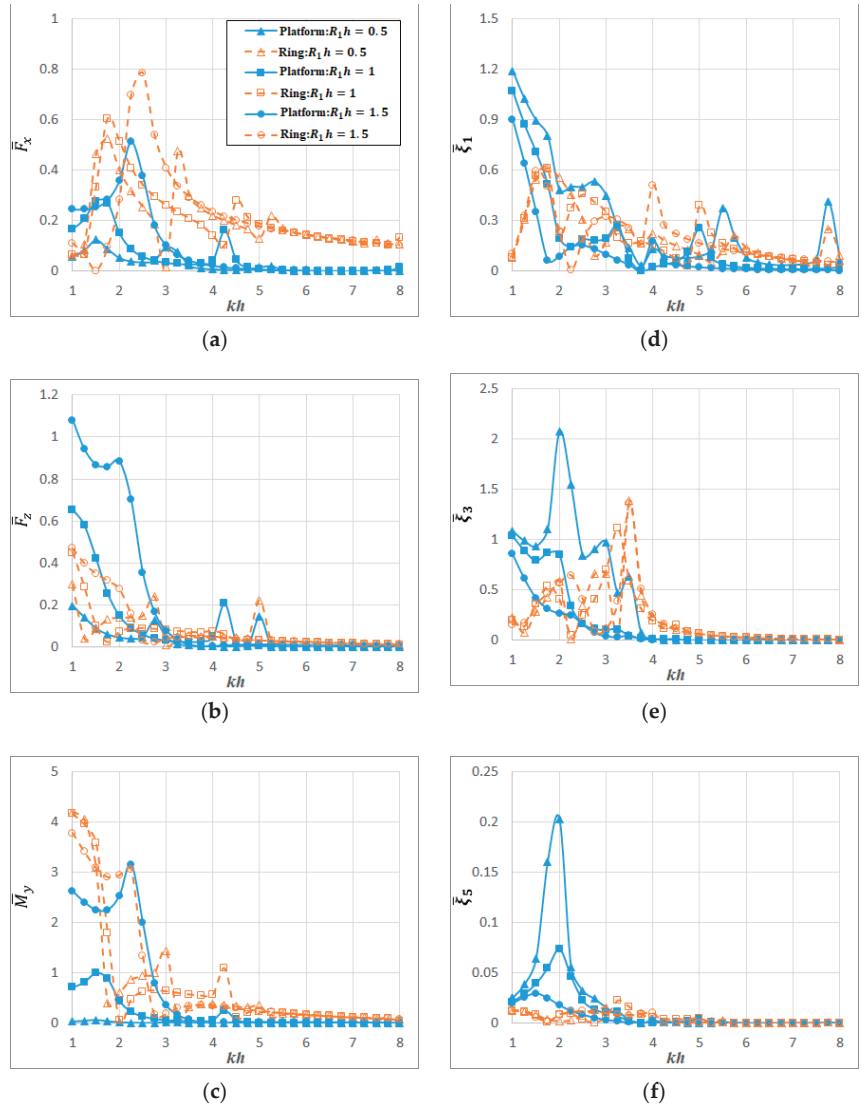 1
0.8
0.6
0.4
0.2
0
F̅x
1 2 3 4 5 6 7 8
kh
Platform:R₁h = 0.5
Ring:R₁h = 0.5
Platform:R₁h = 1
Ring:R₁h = 1
Platform:R₁h = 1.5
Ring:R₁h = 1.5
(a)
1.5
1.2
0.9
0.6
0.3
0
ξ̅₁
1 2 3 4 5 6 7 8
kh
(d)
1.2
1
0.8
0.6
0.4
0.2
0
F̅z
1 2 3 4 5 6 7 8
kh
(b)
2.5
2
1.5
1
0.5
0
ξ̅₃
1 2 3 4 5 6 7 8
kh
(e)
5
4
3
2
1
0
M̅y
1 2 3 4 5 6 7 8
kh
(c)
0.25
0.2
0.15
0.1
0.05
0
ξ̅₅
1 2 3 4 5 6 7 8
kh
(f)